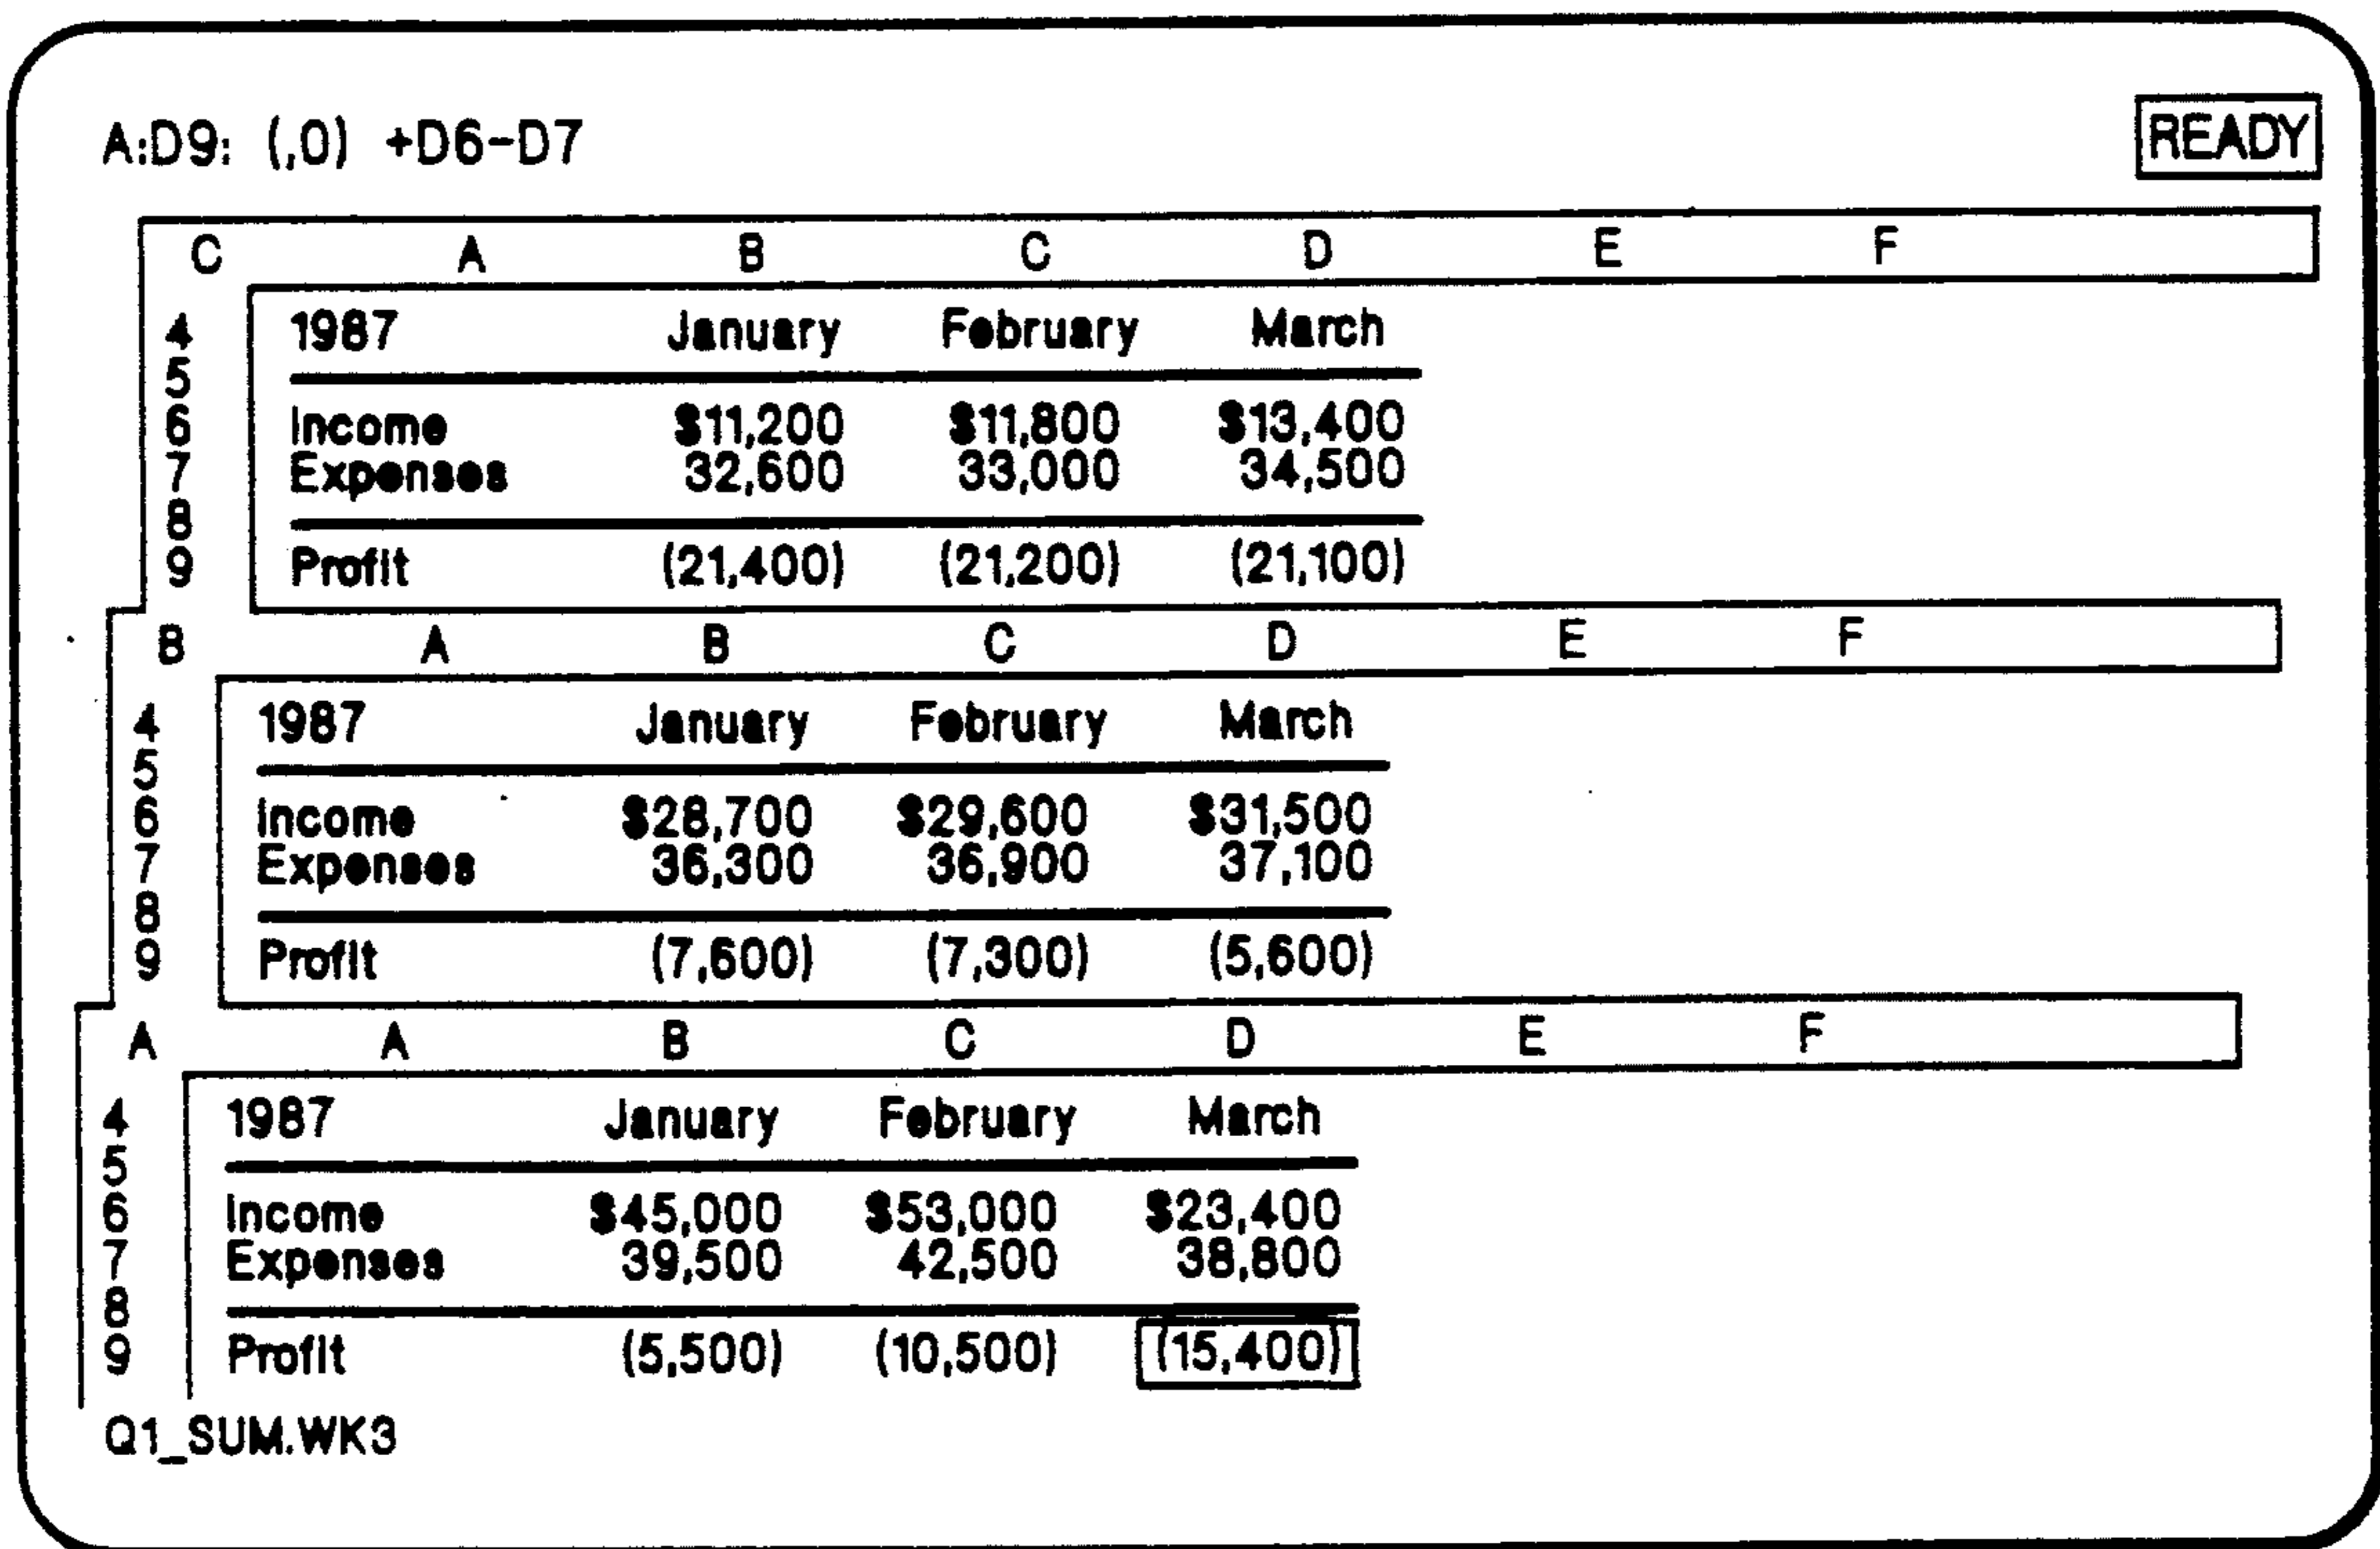 A:D9: (,0) +D6-D7 READY
C A B C D E F
4 1987 January February March
5
6 Income $11,200 $11,800 $13,400
7 Expenses 32,600 33,000 34,500
8
9 Profit (21,400) (21,200) (21,100)
B A B C D E F
4 1987 January February March
5
6 Income $28,700 $29,600 $31,500
7 Expenses 36,300 36,900 37,100
8
9 Profit (7,600) (7,300) (5,600)
A A B C D E F
4 1987 January February March
5
6 Income $45,000 $53,000 $23,400
7 Expenses 39,500 42,500 38,800
8
9 Profit (5,500) (10,500) (15,400)
Q1_SUM.WK3